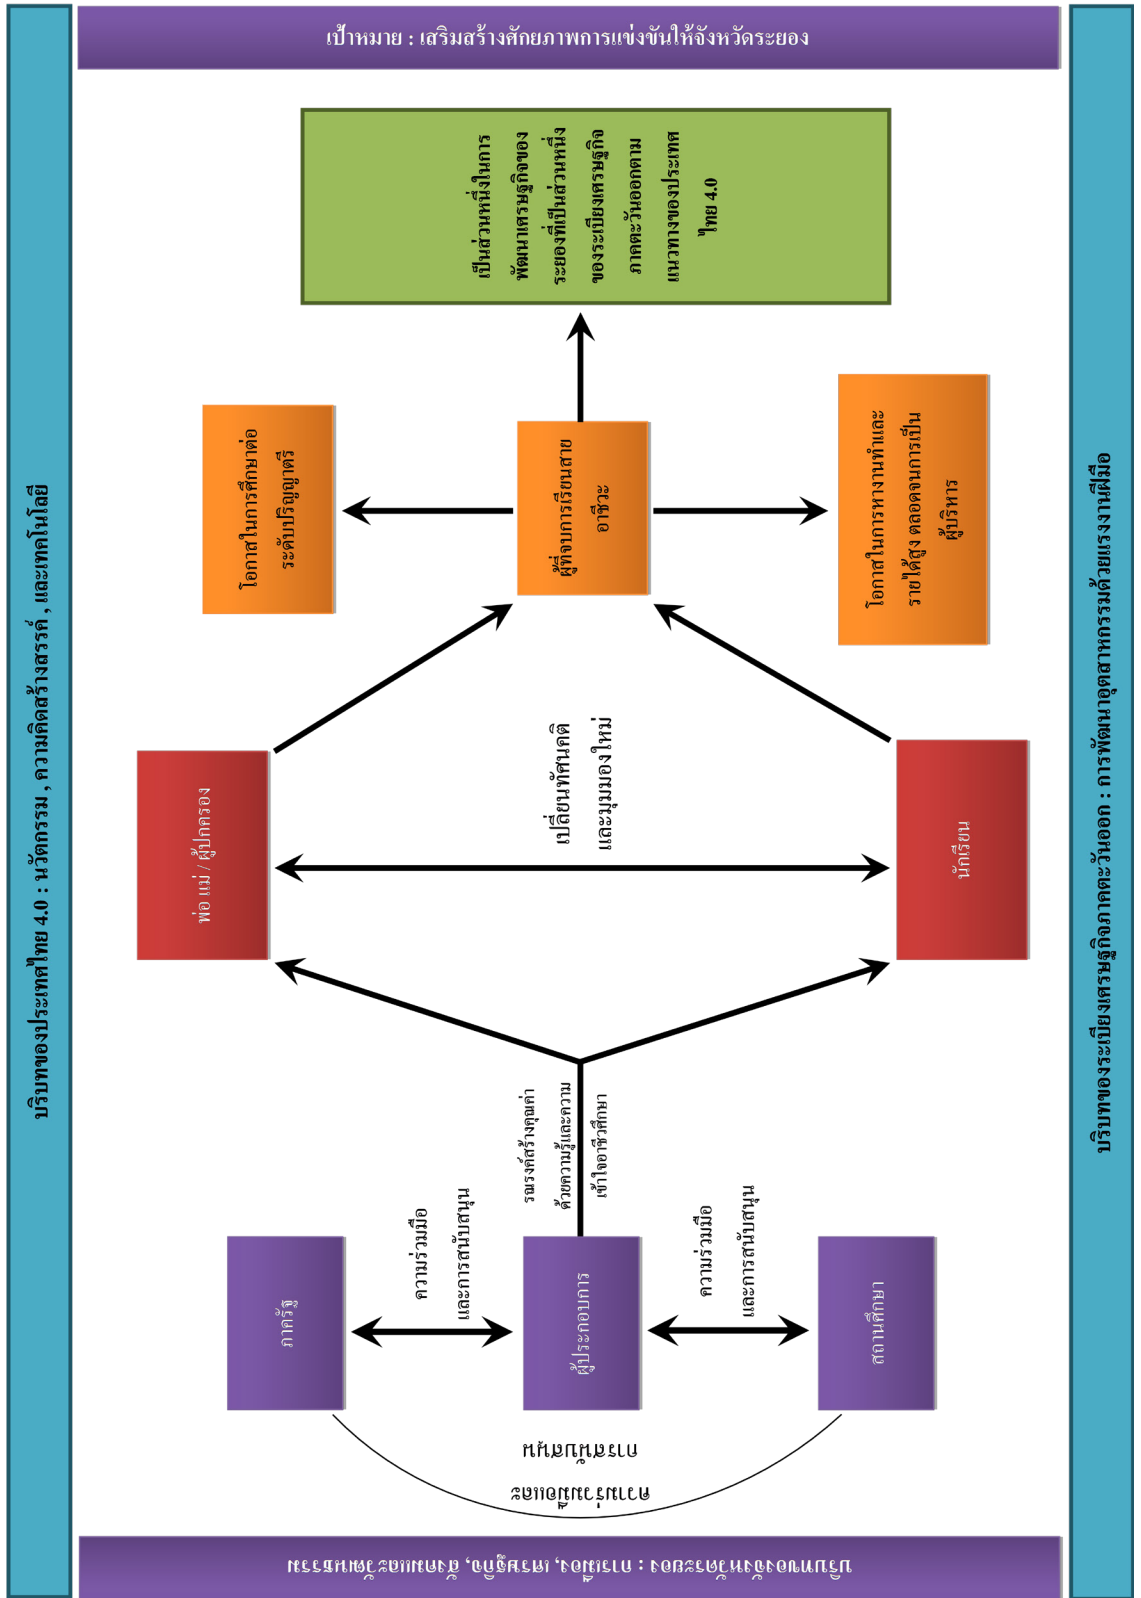 เป้าหมาย : เสริมสร้างศักยภาพการแข่งขันให้จังหวัดระยอง
บริบทของประเทศไทย 4.0 : นวัตกรรม , ความคิดสร้างสรรค์ , และเทคโนโลยี
บริบทของจังหวัดระยอง : การเมือง, เศรษฐกิจ, สังคมและวัฒนธรรม
ความร่วมมือและ
การสนับสนุน
ภาครัฐ
ความร่วมมือ
และการสนับสนุน
ผู้ประกอบการ
ความร่วมมือ
และการสนับสนุน
สถานศึกษา
รณรงค์สร้างคุณค่า
ด้วยความรู้และความ
เข้าใจอาชีวศึกษา
พ่อ แม่ / ผู้ปกครอง
เปลี่ยนทัศนคติ
และมุมมองใหม่
นักเรียน
โอกาสในการศึกษาต่อ
ระดับปริญญาตรี
ผู้ที่จบการเรียนสาย
อาชีวะ
โอกาสในการหางานทำและ
รายได้สูง ตลอดจนการเป็น
ผู้บริหาร
เป็นส่วนหนึ่งในการ
พัฒนาเศรษฐกิจของ
ระยองที่เป็นส่วนหนึ่ง
ของระเบียงเศรษฐกิจ
ภาคตะวันออกตาม
แนวทางของประเทศ
ไทย 4.0
บริบทของระเบียงเศรษฐกิจภาคตะวันออก : การพัฒนาอุตสาหกรรมด้วยแรงงานฝีมือ